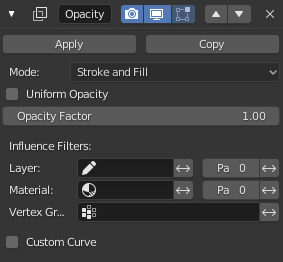 Opacity
Apply Copy
Mode: Stroke and Fill
Uniform Opacity
Opacity Factor 1.00
Influence Filters:
Layer: Pa 0
Material: Pa 0
Vertex Gr...
Custom Curve